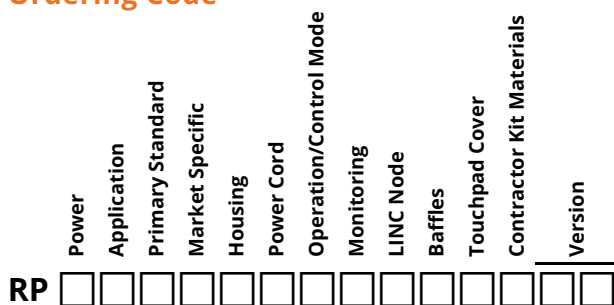 Ordering Code
Power
Application
Primary Standard
Market Specific
Housing
Power Cord
Operation/Control Mode
Monitoring
LINC Node
Baffles
Touchpad Cover
Contractor Kit Materials
Version
RP